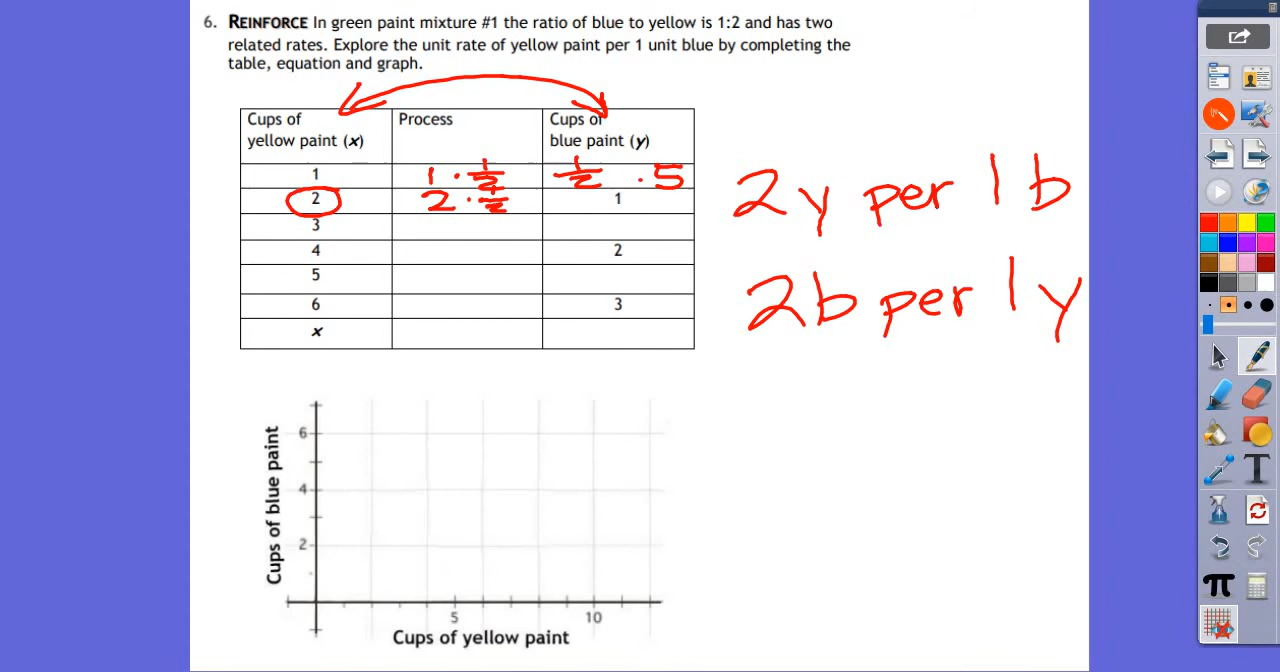 6. REINFORCE In green paint mixture #1 the ratio of blue to yellow is 1:2 and has two
related rates. Explore the unit rate of yellow paint per 1 unit blue by completing the
table, equation and graph.
Cups of Process Cups of
yellow paint (x) blue paint (y)
1 1 · 1/2 1/2 .5
2 2 · 1/2 1
3
4 2
5
6 3
x
2y per 1 b
2b per 1 y
Cups of blue paint
6
4
2
5 10
Cups of yellow paint
T
π